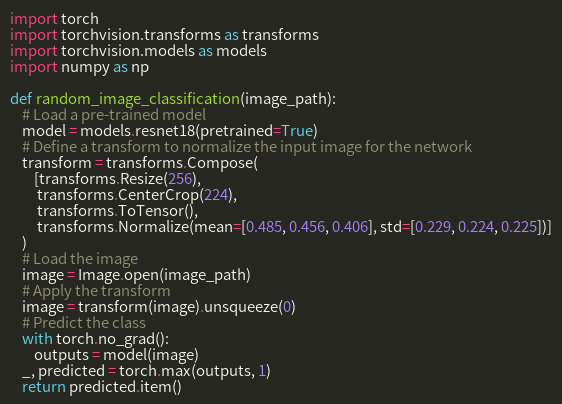 import torch
import torchvision.transforms as transforms
import torchvision.models as models
import numpy as np

def random_image_classification(image_path):
    # Load a pre-trained model
    model = models.resnet18(pretrained=True)
    # Define a transform to normalize the input image for the network
    transform = transforms.Compose(
        [transforms.Resize(256),
         transforms.CenterCrop(224),
         transforms.ToTensor(),
         transforms.Normalize(mean=[0.485, 0.456, 0.406], std=[0.229, 0.224, 0.225])]
    )
    # Load the image
    image = Image.open(image_path)
    # Apply the transform
    image = transform(image).unsqueeze(0)
    # Predict the class
    with torch.no_grad():
        outputs = model(image)
    _, predicted = torch.max(outputs, 1)
    return predicted.item()